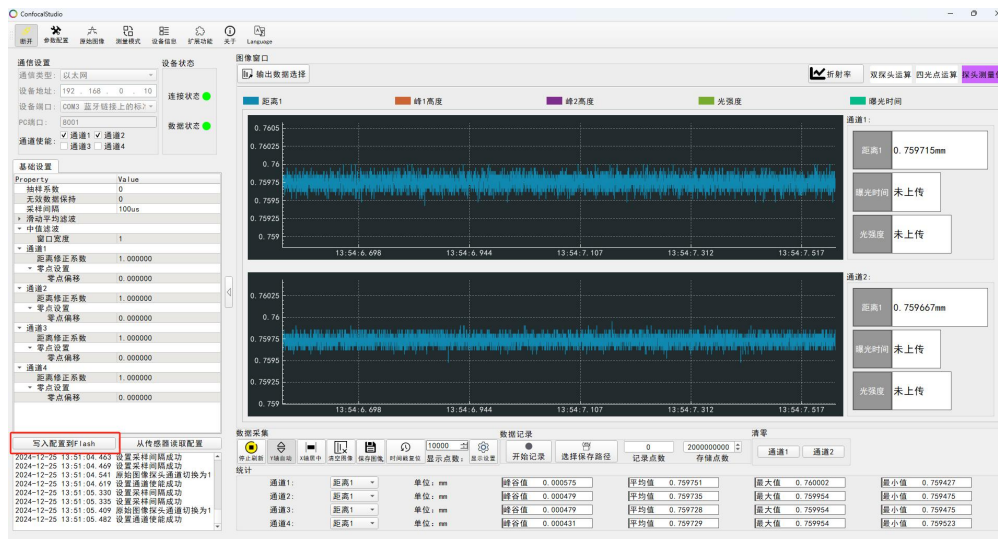 ConfocalStudio
断开 参数配置 原始图像 测量模式 设备信息 扩展功能 关于 Language
通信设置
通信类型: 以太网
设备地址: 192 . 168 . 0 . 10
设备端口: COM3 蓝牙链接上的标)
PC端口: 8001
通道使能: 通道1 通道2
通道3 通道4
设备状态
连接状态
数据状态
基础设置
Property Value
抽样系数 0
无效数据保持 0
采样间隔 100us
滑动平均滤波
中值滤波
窗口宽度 1
通道1
距离修正系数 1.000000
零点设置
零点偏移 0.000000
通道2
距离修正系数 1.000000
零点设置
零点偏移 0.000000
通道3
距离修正系数 1.000000
零点设置
零点偏移 0.000000
通道4
距离修正系数 1.000000
零点设置
零点偏移 0.000000
写入配置到Flash 从传感器读取配置
2024-12-25 13:51:04.463 设置采样间隔成功
2024-12-25 13:51:04.469 设置采样间隔成功
2024-12-25 13:51:04.541 原始图像探头通道切换为1
2024-12-25 13:51:04.619 设置通道使能成功
2024-12-25 13:51:05.330 设置采样间隔成功
2024-12-25 13:51:05.335 设置采样间隔成功
2024-12-25 13:51:05.409 原始图像探头通道切换为1
2024-12-25 13:51:05.482 设置通道使能成功
图像窗口
输出数据选择 折射率 双探头运算 四光点运算 探头测量
距离1 峰1高度 峰2高度 光强度 曝光时间
0.7605
0.76025
0.76
0.75975
0.7595
0.75925
0.759
13:54:6.698 13:54:6.944 13:54:7.107 13:54:7.312 13:54:7.517
通道1:
距离1 0.759715mm
曝光时间 未上传
光强度 未上传
0.76025
0.76
0.75975
0.7595
0.75925
0.759
13:54:6.698 13:54:6.944 13:54:7.107 13:54:7.312 13:54:7.517
通道2:
距离1 0.759667mm
曝光时间 未上传
光强度 未上传
数据采集
停止刷新 Y轴自动 X轴居中 清空图像 保存图像 时间轴复位 10000 显示点数: 显示设置
数据记录
开始记录 选择保存路径 0 记录点数 2000000000 存储点数
清零
通道1 通道2
统计
通道1: 距离1 单位: mm 峰谷值 0.000575 平均值 0.759751 最大值 0.760002 最小值 0.759427
通道2: 距离1 单位: mm 峰谷值 0.000479 平均值 0.759735 最大值 0.759954 最小值 0.759475
通道3: 距离1 单位: mm 峰谷值 0.000479 平均值 0.759728 最大值 0.759954 最小值 0.759475
通道4: 距离1 单位: mm 峰谷值 0.000431 平均值 0.759729 最大值 0.759954 最小值 0.759523